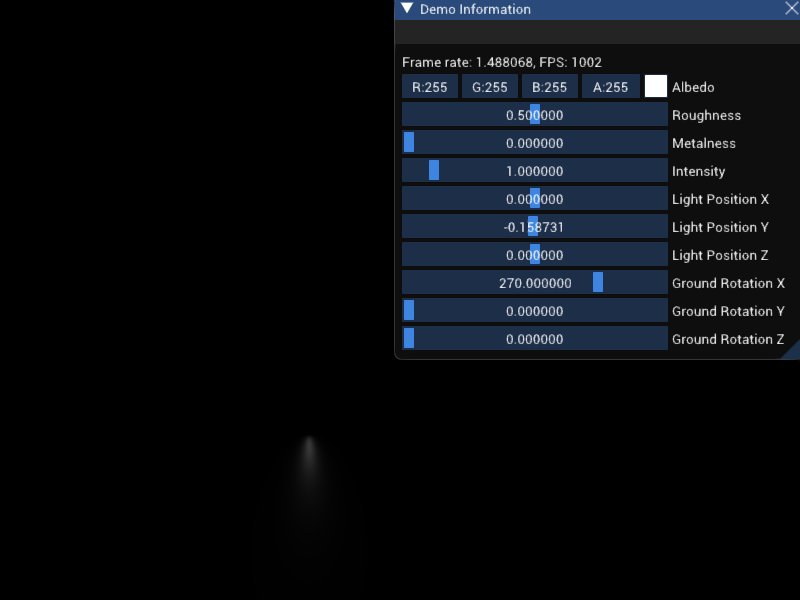 Demo Information
Frame rate: 1.488068, FPS: 1002
R:255 G:255 B:255 A:255 Albedo
0.500000 Roughness
0.000000 Metalness
1.000000 Intensity
0.000000 Light Position X
-0.158731 Light Position Y
0.000000 Light Position Z
270.000000 Ground Rotation X
0.000000 Ground Rotation Y
0.000000 Ground Rotation Z